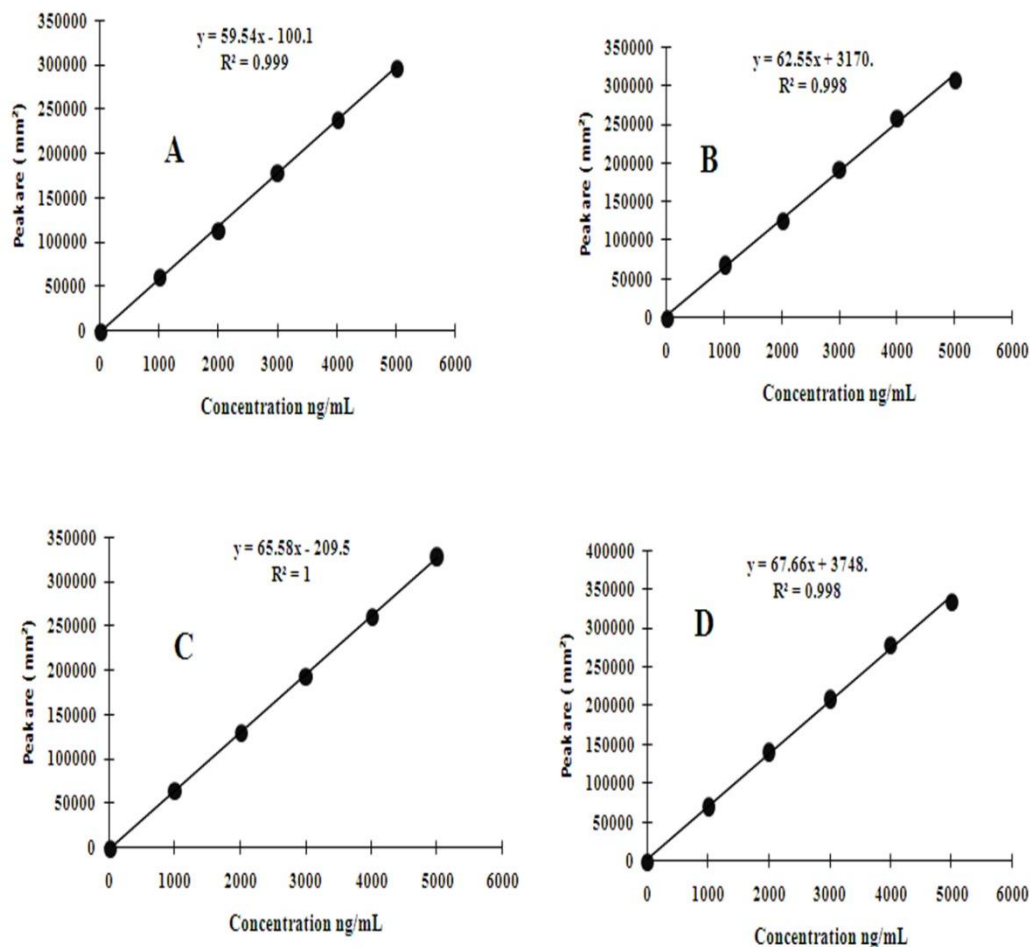 350000
300000
250000
200000
150000
100000
50000
0
Peak are ( mm²)
y = 59.54x - 100.1
R² = 0.999
A
0 1000 2000 3000 4000 5000 6000
Concentration ng/mL
350000
300000
250000
200000
150000
100000
50000
0
Peak are ( mm²)
y = 62.55x + 3170.
R² = 0.998
B
0 1000 2000 3000 4000 5000 6000
Concentration ng/mL
350000
300000
250000
200000
150000
100000
50000
0
Peak are ( mm²)
y = 65.58x - 209.5
R² = 1
C
0 1000 2000 3000 4000 5000 6000
Concentration ng/mL
400000
350000
300000
250000
200000
150000
100000
50000
0
Peak are ( mm²)
y = 67.66x + 3748.
R² = 0.998
D
0 1000 2000 3000 4000 5000 6000
Concentration ng/mL